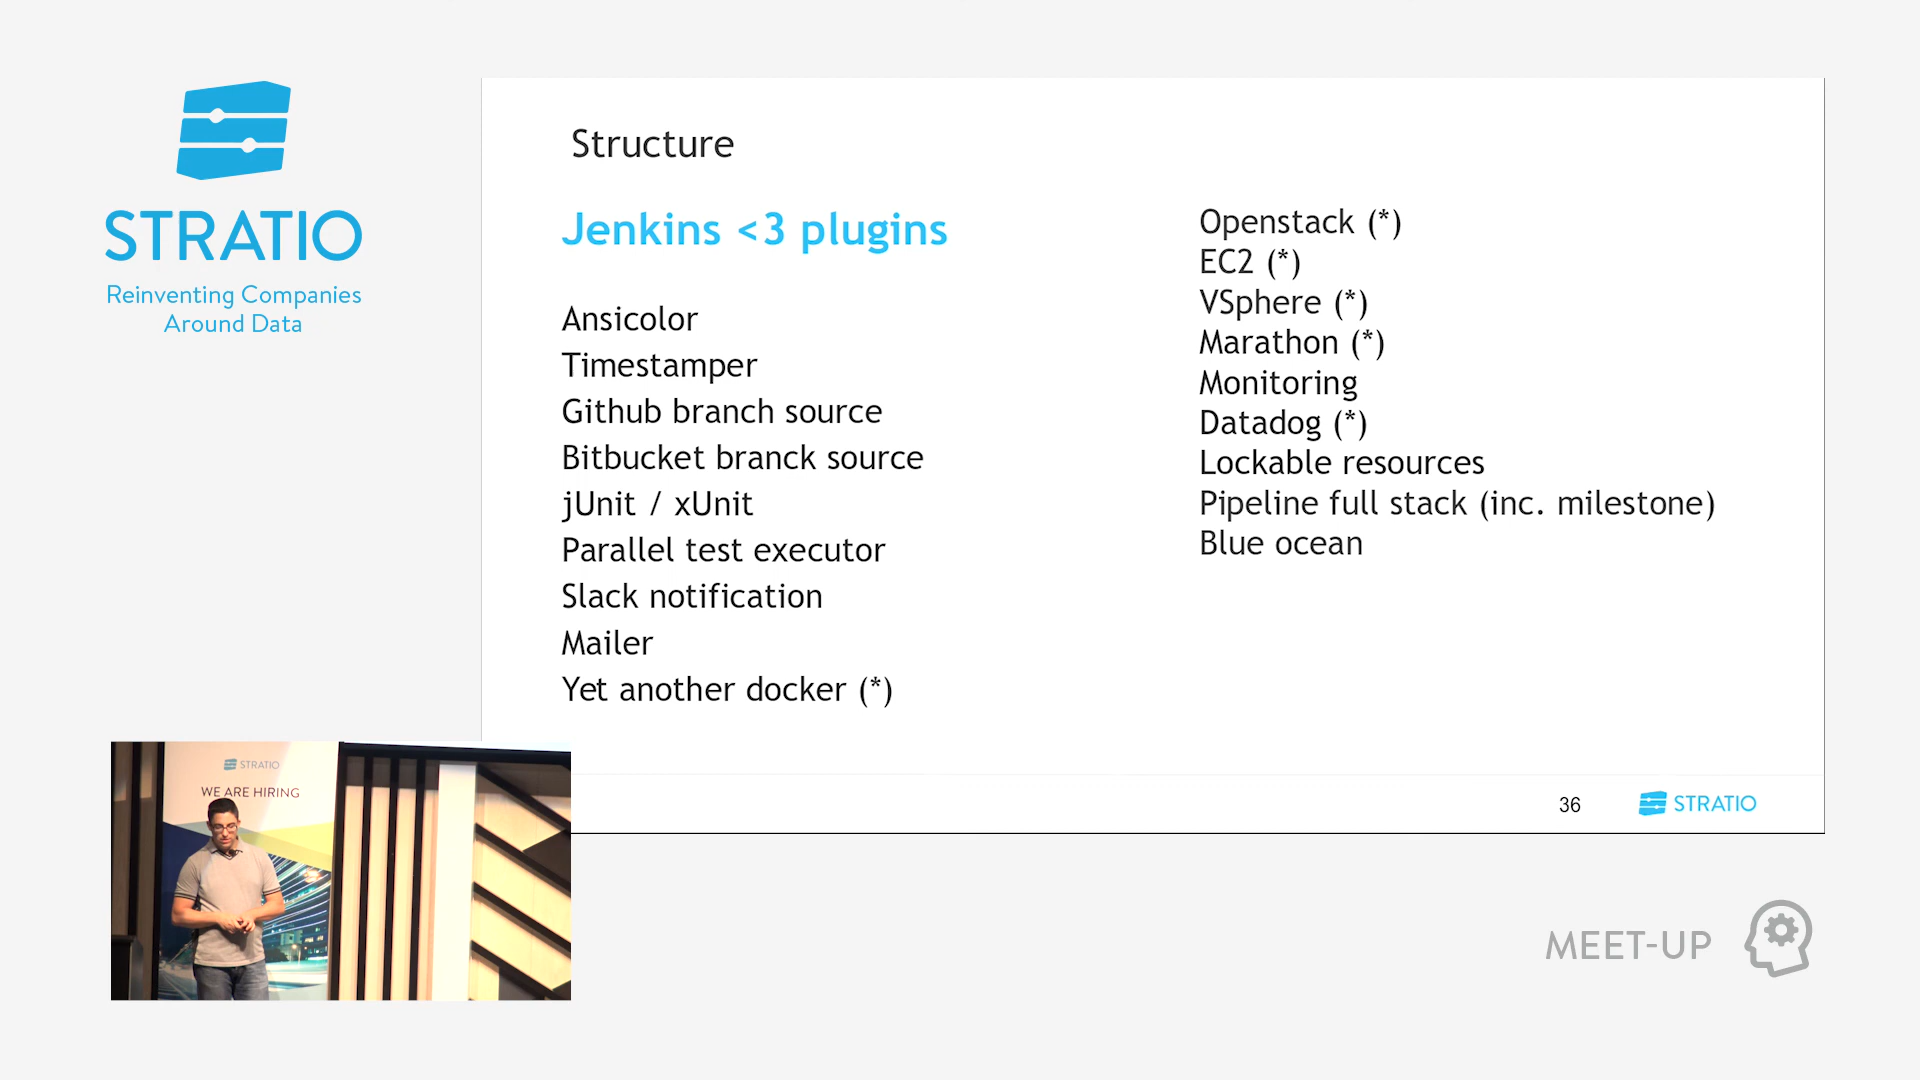 STRATIO
Reinventing Companies
Around Data
Structure
Jenkins <3 plugins
Ansicolor
Timestamper
Github branch source
Bitbucket branck source
jUnit / xUnit
Parallel test executor
Slack notification
Mailer
Yet another docker (*)
Openstack (*)
EC2 (*)
VSphere (*)
Marathon (*)
Monitoring
Datadog (*)
Lockable resources
Pipeline full stack (inc. milestone)
Blue ocean
36
STRATIO
STRATIO
WE ARE HIRING
MEET-UP